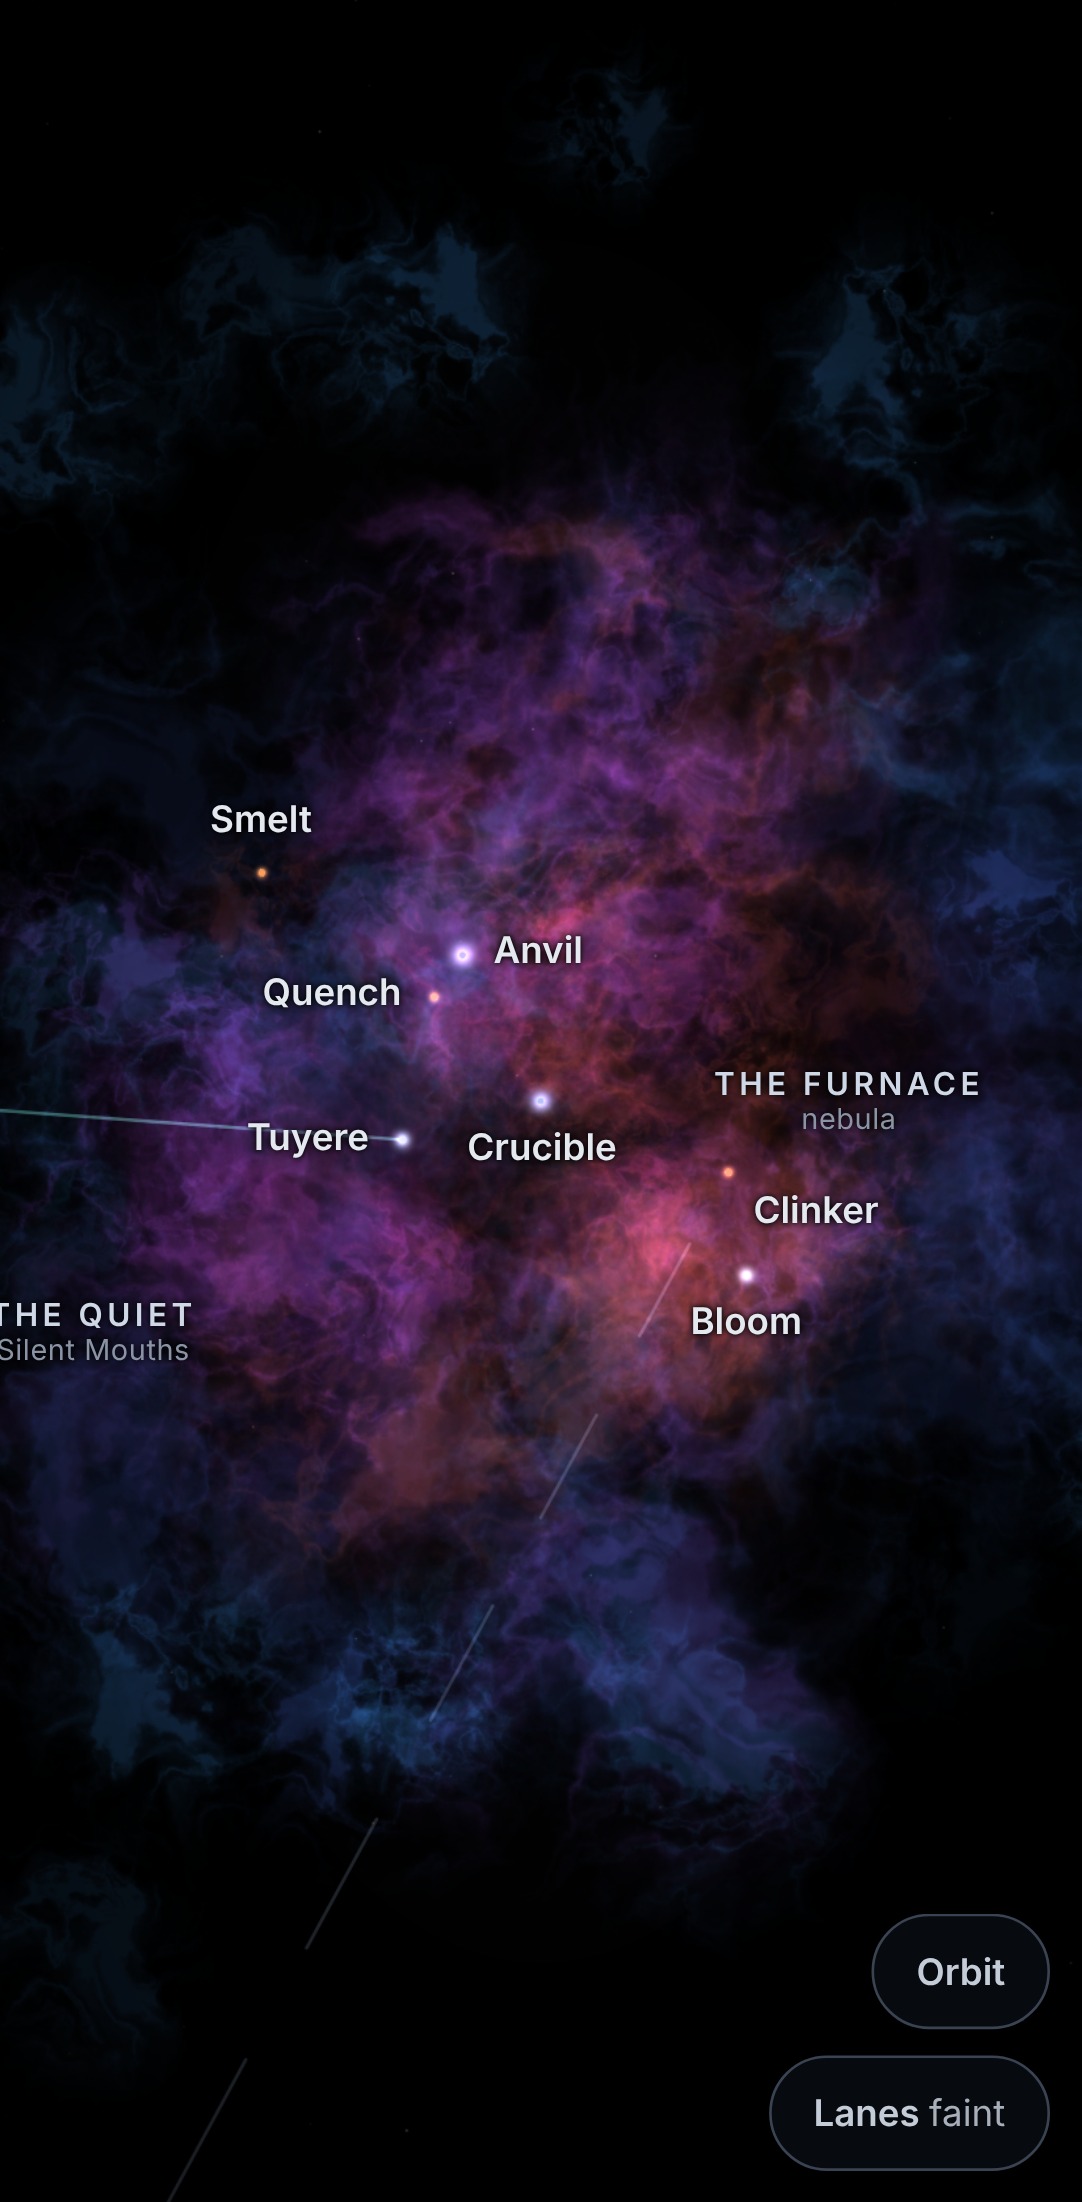 Smelt
Anvil
Quench
THE FURNACE
nebula
Tuyere
Crucible
Clinker
THE QUIET
Silent Mouths
Bloom
Orbit
Lanes faint